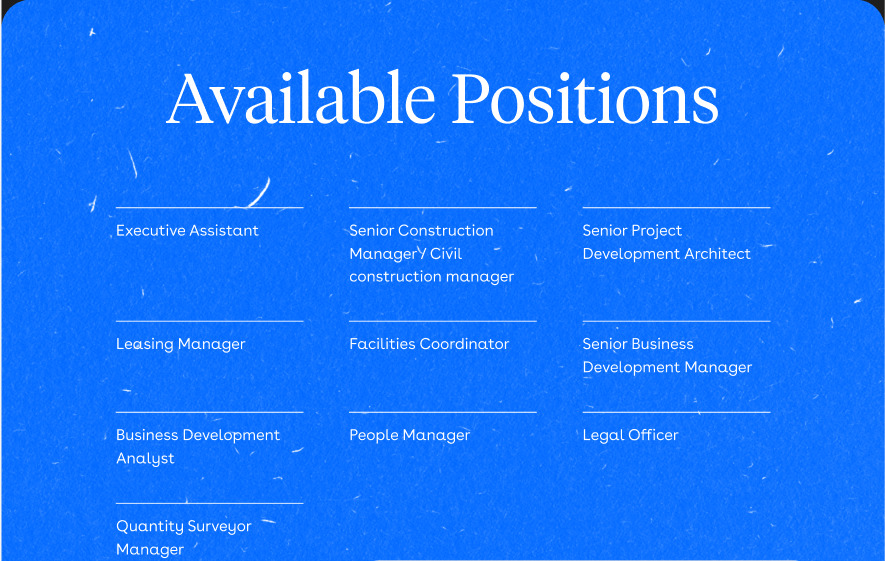 Available Positions
Executive Assistant
Senior Construction
Manager/ Civil
construction manager
Senior Project
Development Architect
Leasing Manager
Facilities Coordinator
Senior Business
Development Manager
Business Development
Analyst
People Manager
Legal Officer
Quantity Surveyor
Manager